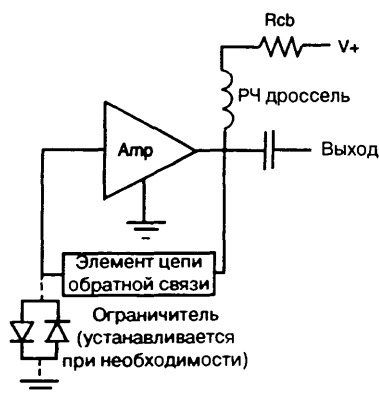 Rcb
V+
РЧ дроссель
Amp
Выход
Элемент цепи
обратной связи
Ограничитель
(устанавливается
при необходимости)